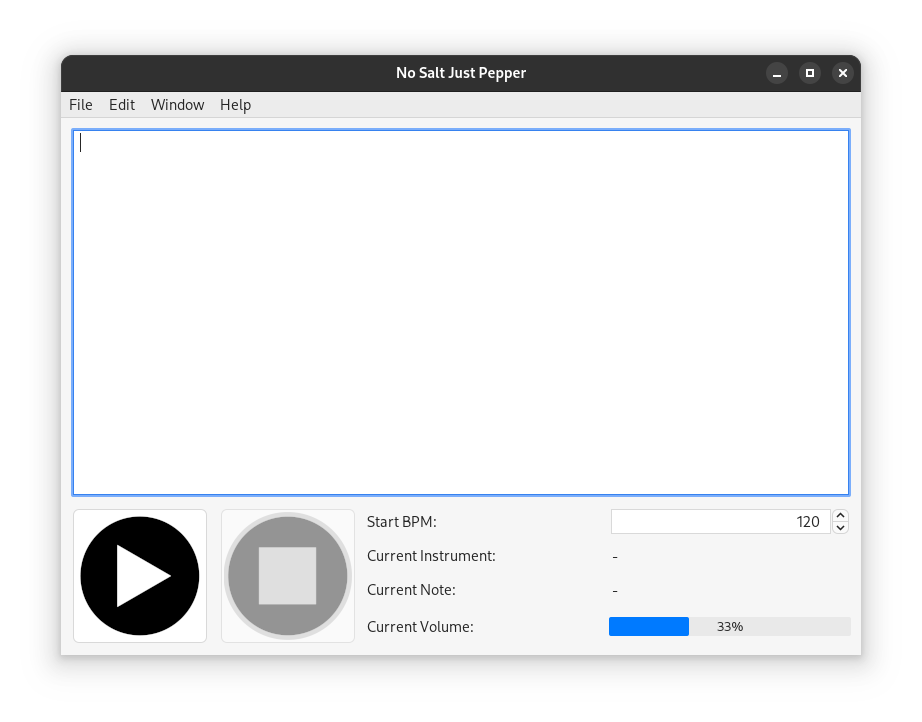 No Salt Just Pepper
File Edit Window Help
Start BPM: 120
Current Instrument: -
Current Note: -
Current Volume: 33%